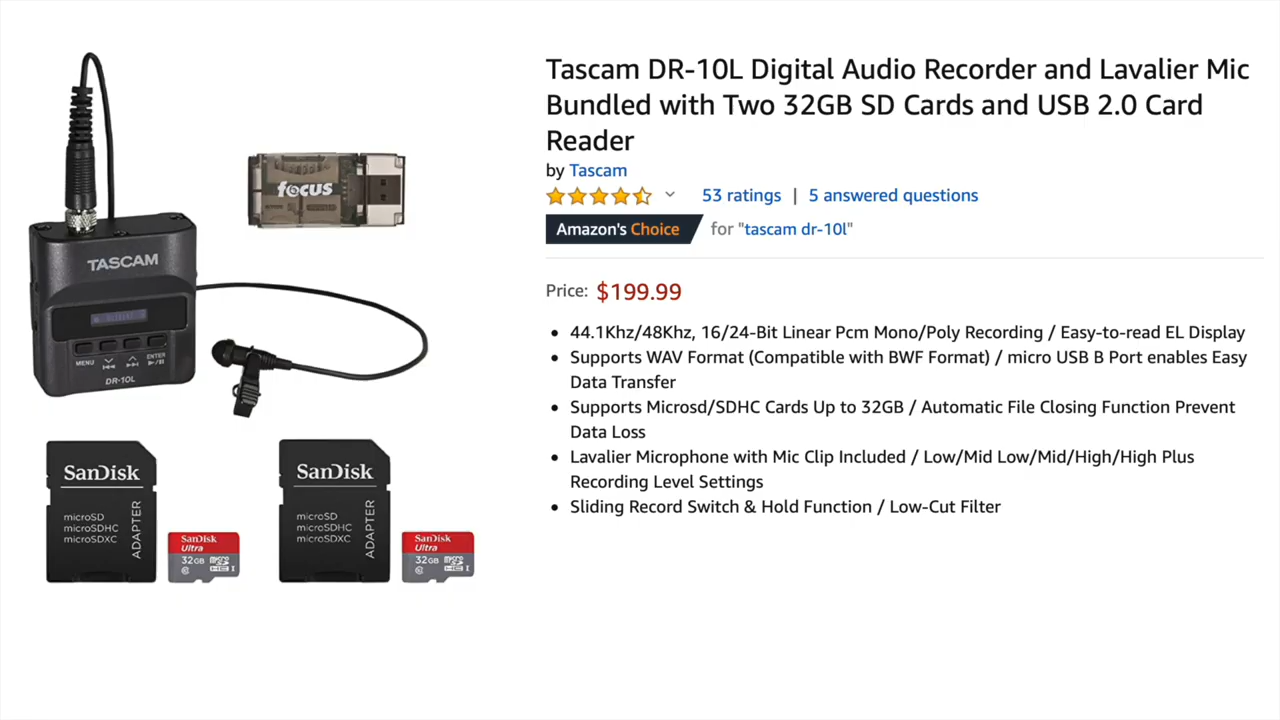 Tascam DR-10L Digital Audio Recorder and Lavalier Mic
Bundled with Two 32GB SD Cards and USB 2.0 Card
Reader
by Tascam
53 ratings | 5 answered questions
Amazon's Choice for "tascam dr-10l"
Price: $199.99
• 44.1Khz/48Khz, 16/24-Bit Linear Pcm Mono/Poly Recording / Easy-to-read EL Display
• Supports WAV Format (Compatible with BWF Format) / micro USB B Port enables Easy
Data Transfer
• Supports Microsd/SDHC Cards Up to 32GB / Automatic File Closing Function Prevent
Data Loss
• Lavalier Microphone with Mic Clip Included / Low/Mid Low/Mid/High/High Plus
Recording Level Settings
• Sliding Record Switch & Hold Function / Low-Cut Filter
focus
TASCAM
MENU
ENTER
DR-10L
SanDisk
microSD
microSDHC
microSDXC
ADAPTER
SanDisk
Ultra
32GB micro
HC I
SanDisk
microSD
microSDHC
microSDXC
ADAPTER
SanDisk
Ultra
32GB micro
HC I